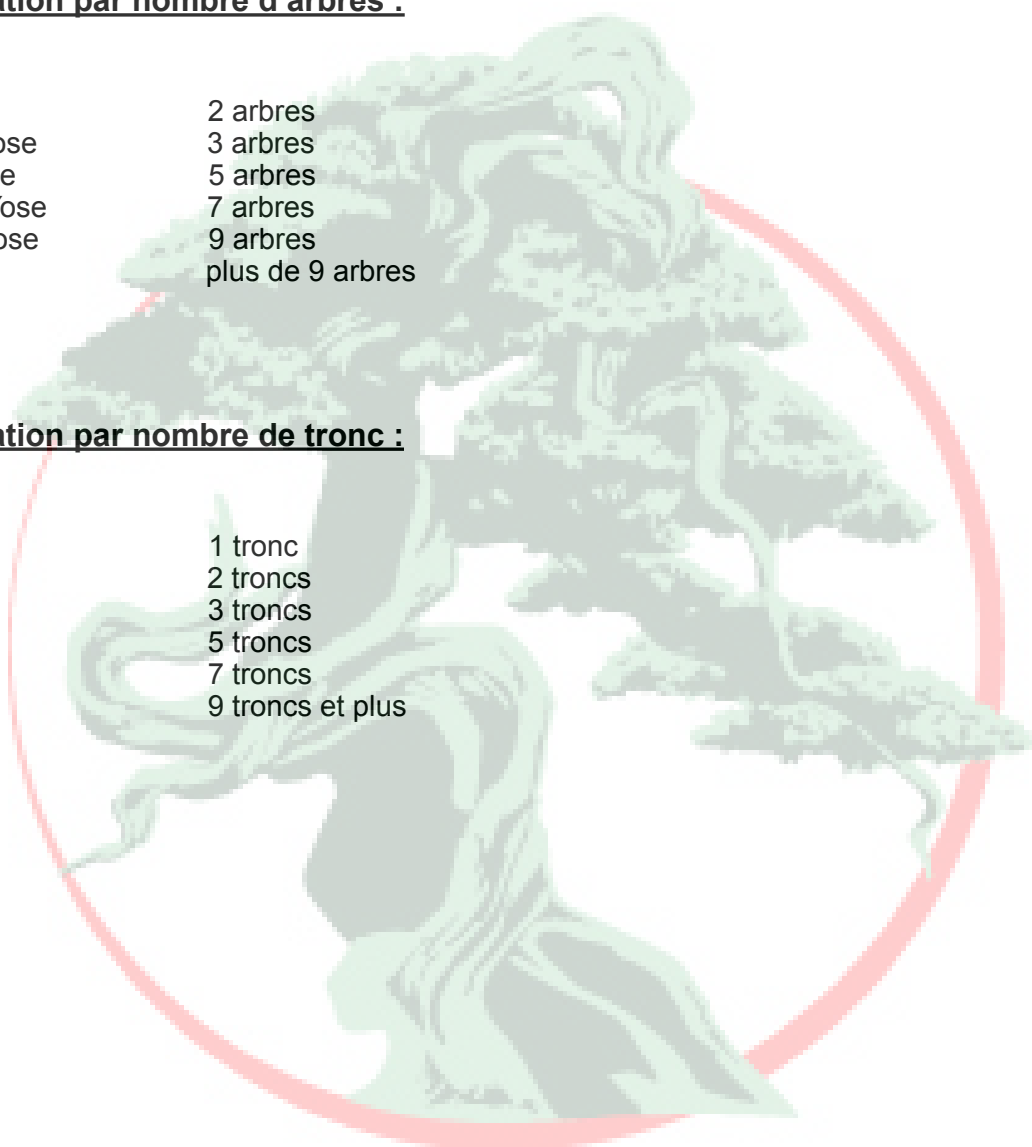 ation par nombre d'arbres :
2 arbres
ose 3 arbres
e 5 arbres
Yose 7 arbres
ose 9 arbres
plus de 9 arbres
ation par nombre de tronc :
1 tronc
2 troncs
3 troncs
5 troncs
7 troncs
9 troncs et plus